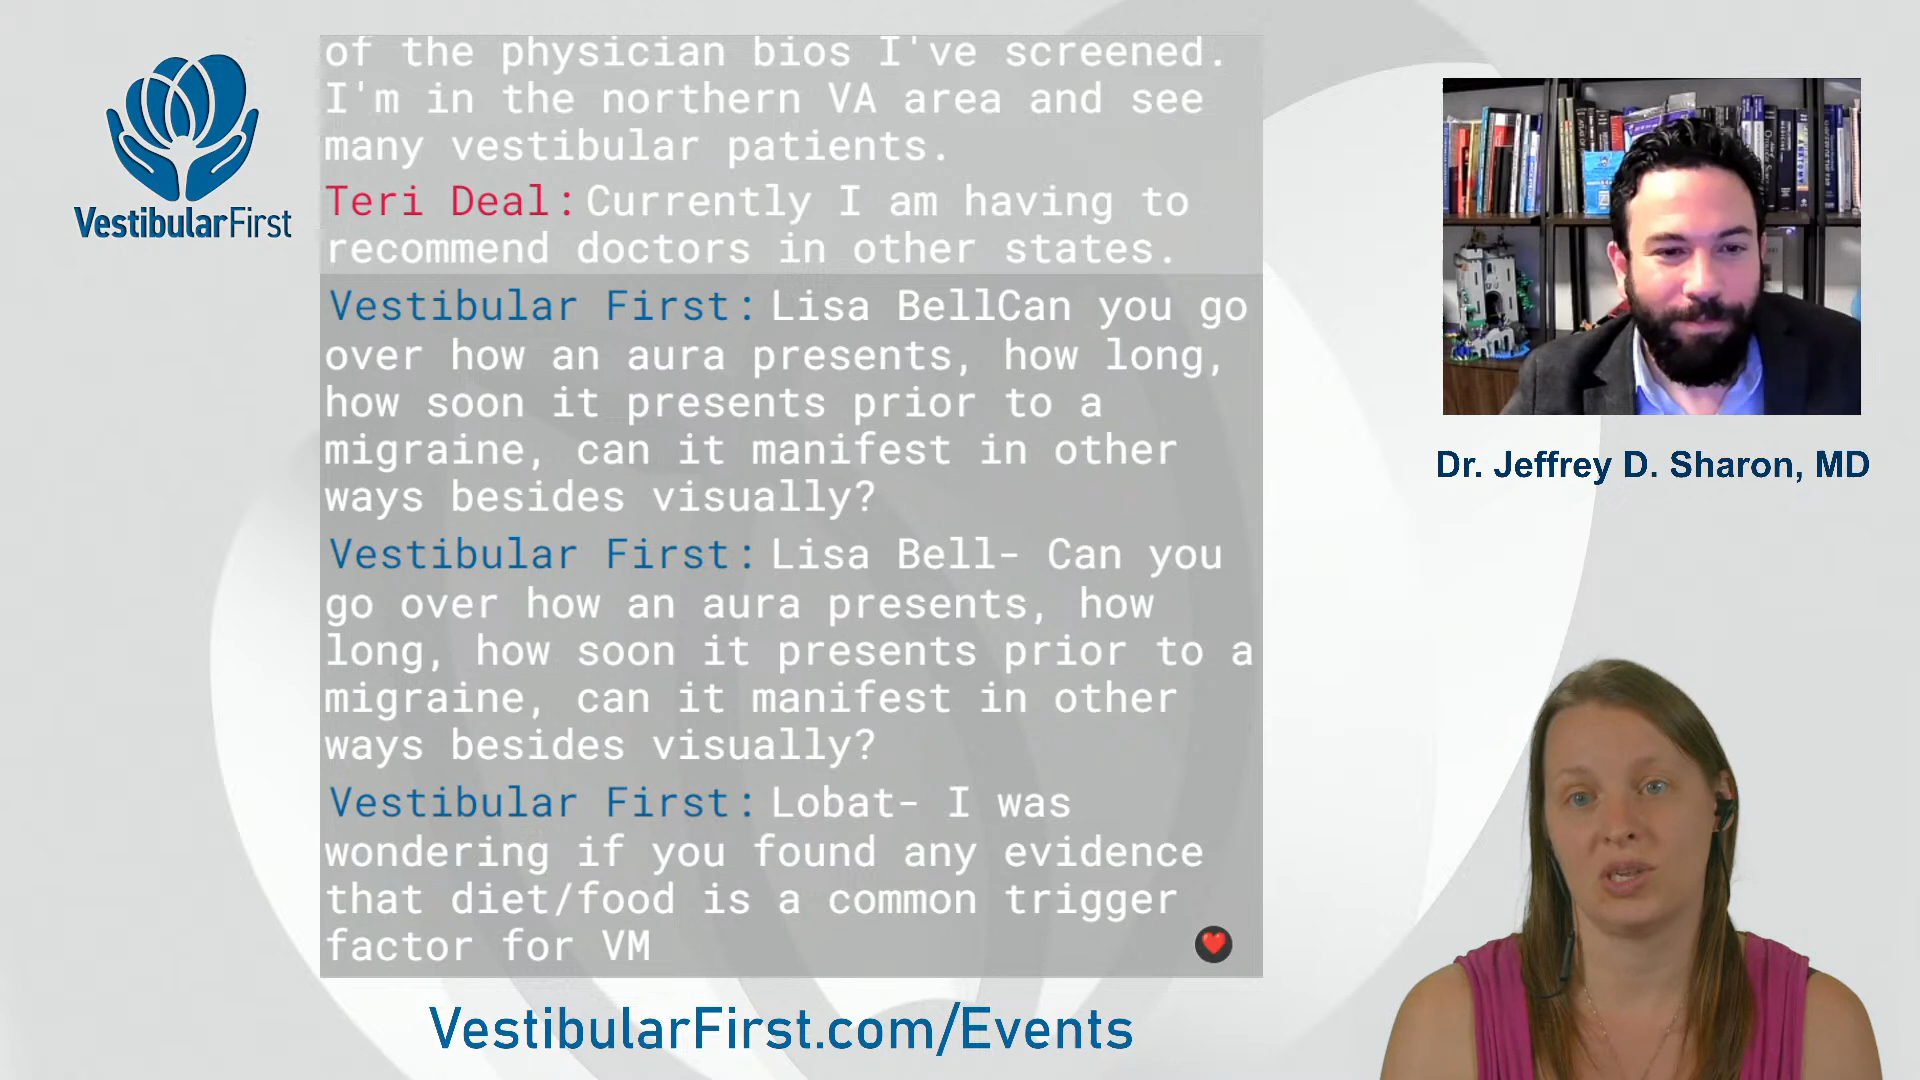 VestibularFirst
of the physician bios I've screened.
I'm in the northern VA area and see
many vestibular patients.
Teri Deal: Currently I am having to
recommend doctors in other states.
Vestibular First: Lisa BellCan you go
over how an aura presents, how long,
how soon it presents prior to a
migraine, can it manifest in other
ways besides visually?
Vestibular First: Lisa Bell- Can you
go over how an aura presents, how
long, how soon it presents prior to a
migraine, can it manifest in other
ways besides visually?
Vestibular First: Lobat- I was
wondering if you found any evidence
that diet/food is a common trigger
factor for VM
Dr. Jeffrey D. Sharon, MD
VestibularFirst.com/Events